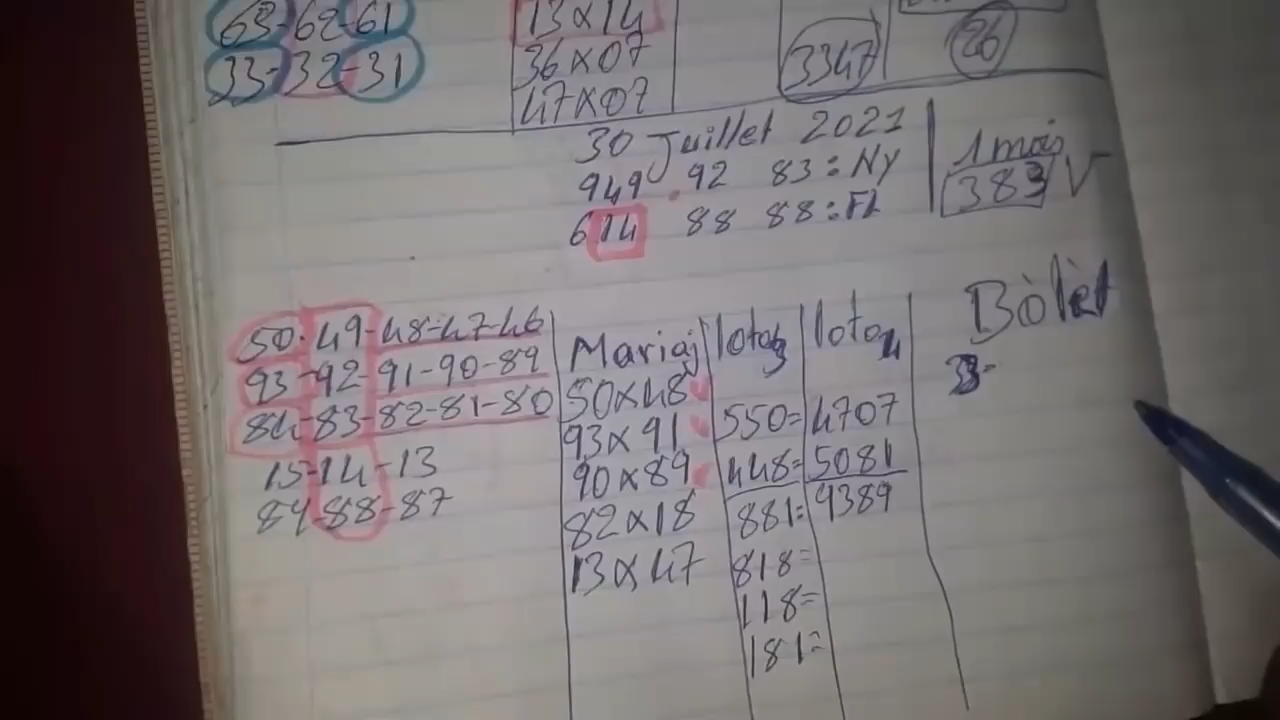 63-62-61
33-32-31
13x14
36x07
47x07
3347
26
30 Juillet 2021
949 92 83 : NY
614 88 88 : FL
1 mois
383
50-49-48-47-46
93-92-91-90-89
84-83-82-81-80
15-14-13
89-88-87
Mariaj
50x48
93x91
90x89
82x18
13x47
loto3
550=
448=
881=
818=
118=
181=
loto4
4707
5081
9389
Bòlèt